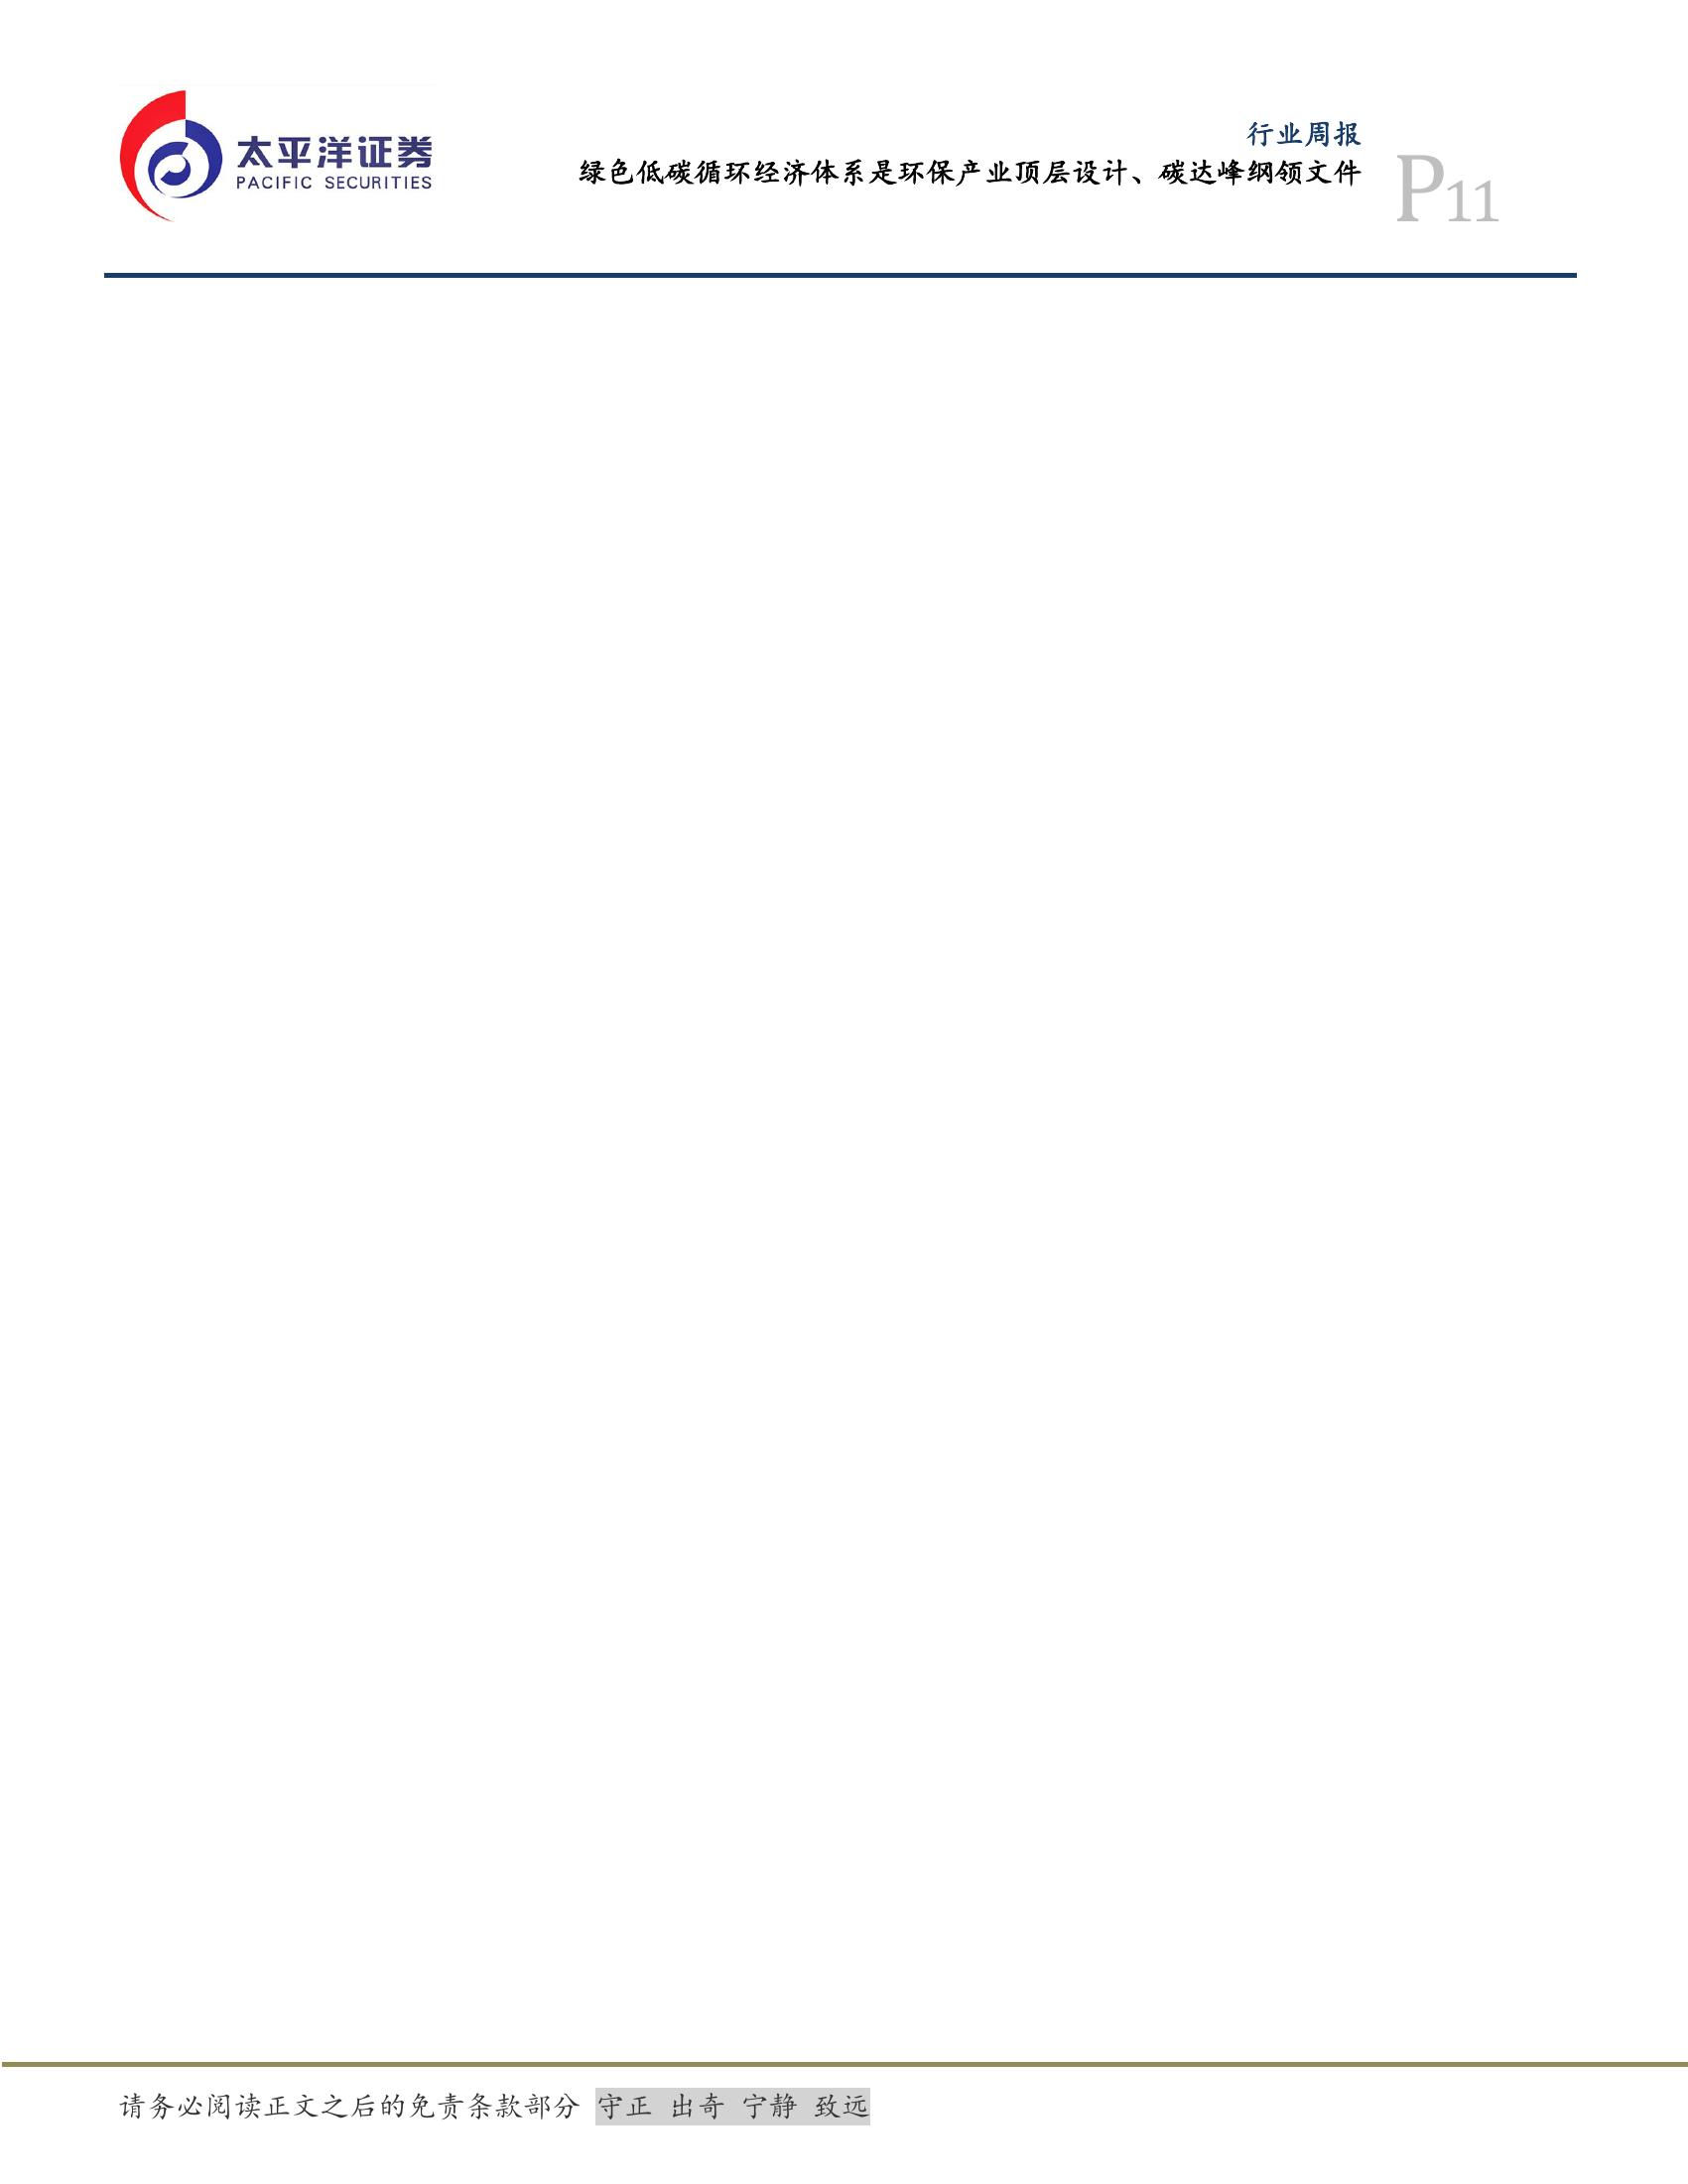 太平洋证券
PACIFIC SECURITIES
行业周报
绿色低碳循环经济体系是环保产业顶层设计、碳达峰纲领文件
P11
请务必阅读正文之后的免责条款部分 守正 出奇 宁静 致远